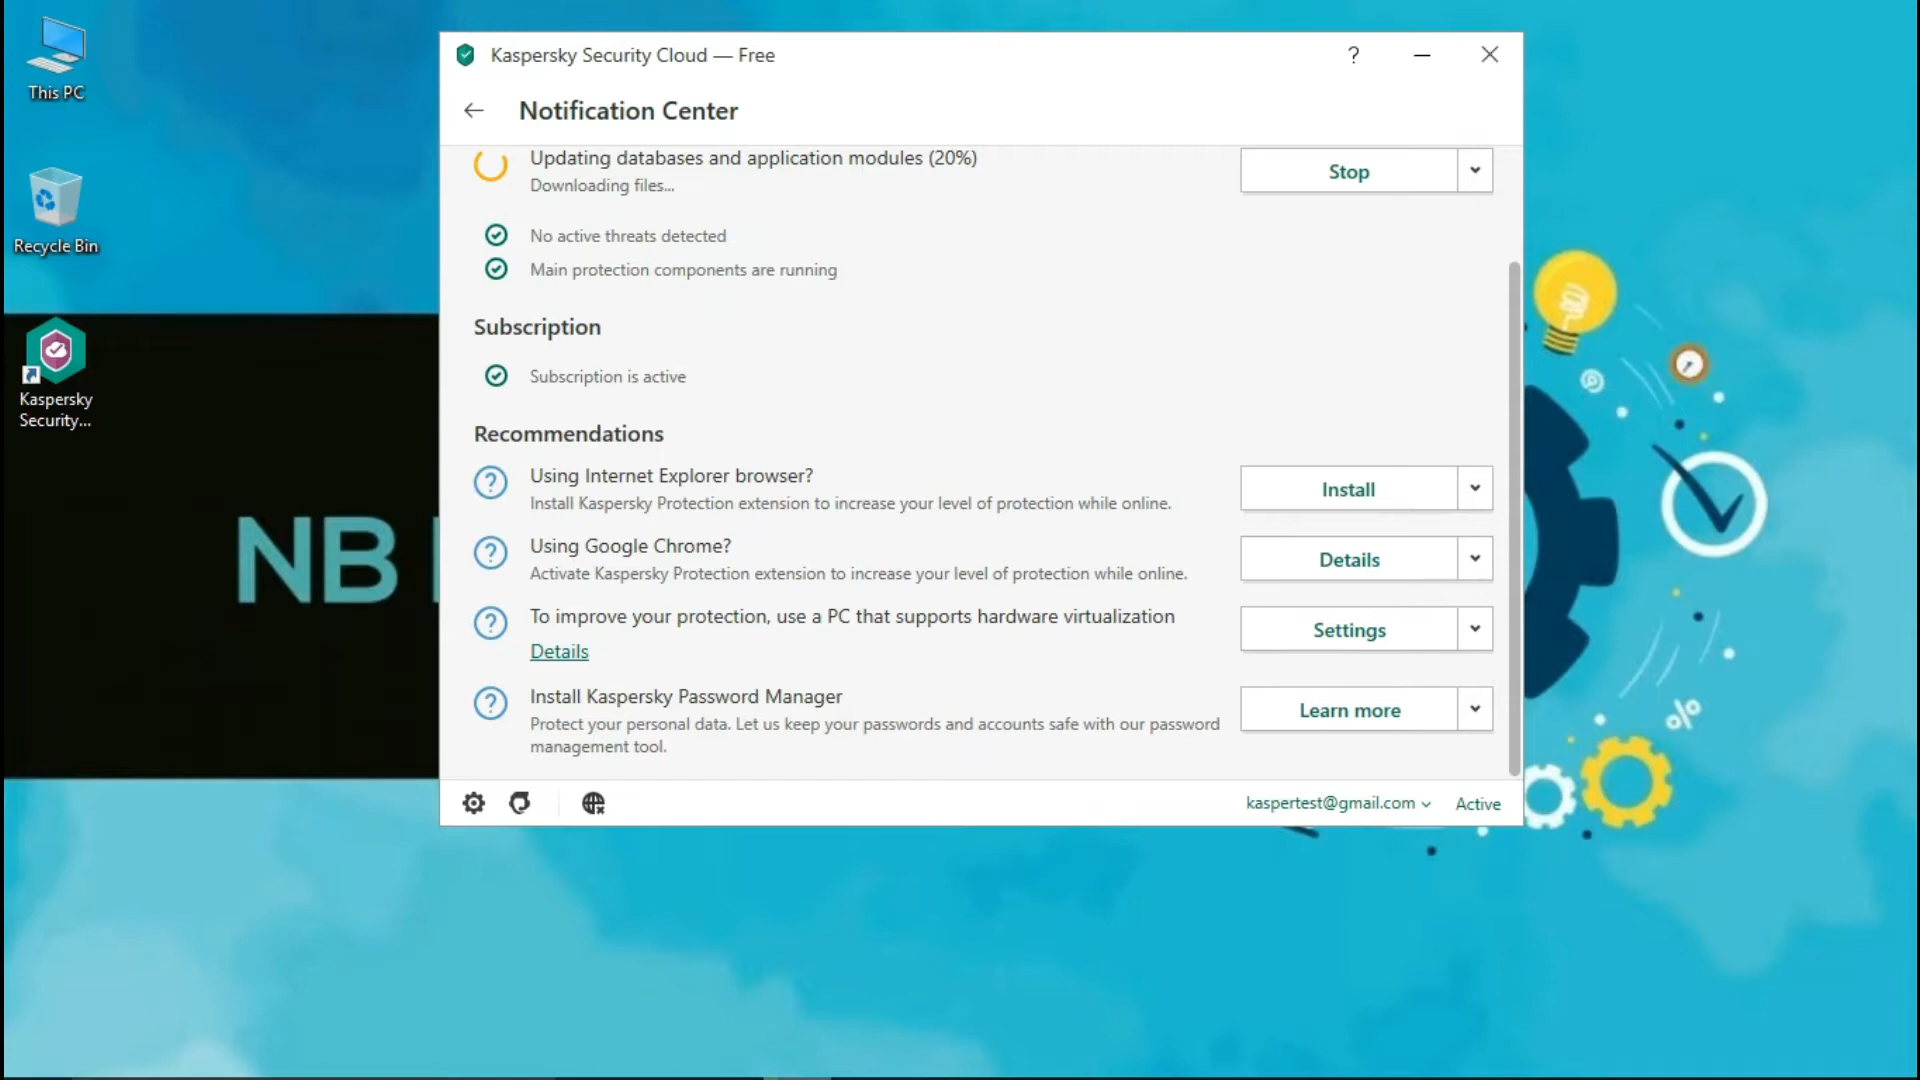 This PC
Recycle Bin
Kaspersky
Security...
NB
Kaspersky Security Cloud — Free
?
Notification Center
Updating databases and application modules (20%)
Downloading files...
Stop
No active threats detected
Main protection components are running
Subscription
Subscription is active
Recommendations
Using Internet Explorer browser?
Install Kaspersky Protection extension to increase your level of protection while online.
Install
Using Google Chrome?
Activate Kaspersky Protection extension to increase your level of protection while online.
Details
To improve your protection, use a PC that supports hardware virtualization
Details
Settings
Install Kaspersky Password Manager
Protect your personal data. Let us keep your passwords and accounts safe with our password
management tool.
Learn more
kaspertest@gmail.com
Active
%